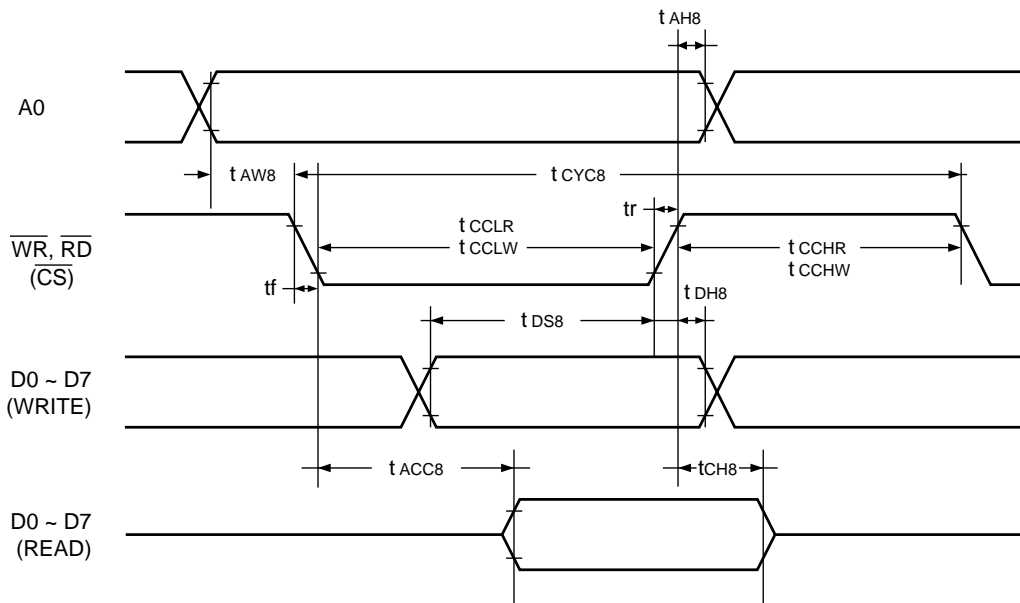 t AH8
A0
t AW8
t CYC8
WR, RD
(CS)
t CCLR
t CCLW
tr
t CCHR
t CCHW
tf
t DS8
t DH8
D0 ~ D7
(WRITE)
t ACC8
tCH8
D0 ~ D7
(READ)